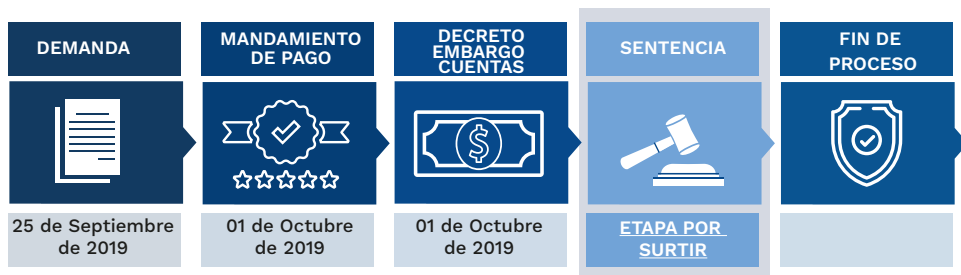 DEMANDA
MANDAMIENTO
DE PAGO
DECRETO
EMBARGO
CUENTAS
SENTENCIA
FIN DE
PROCESO
25 de Septiembre
de 2019
01 de Octubre
de 2019
01 de Octubre
de 2019
ETAPA POR
SURTIR